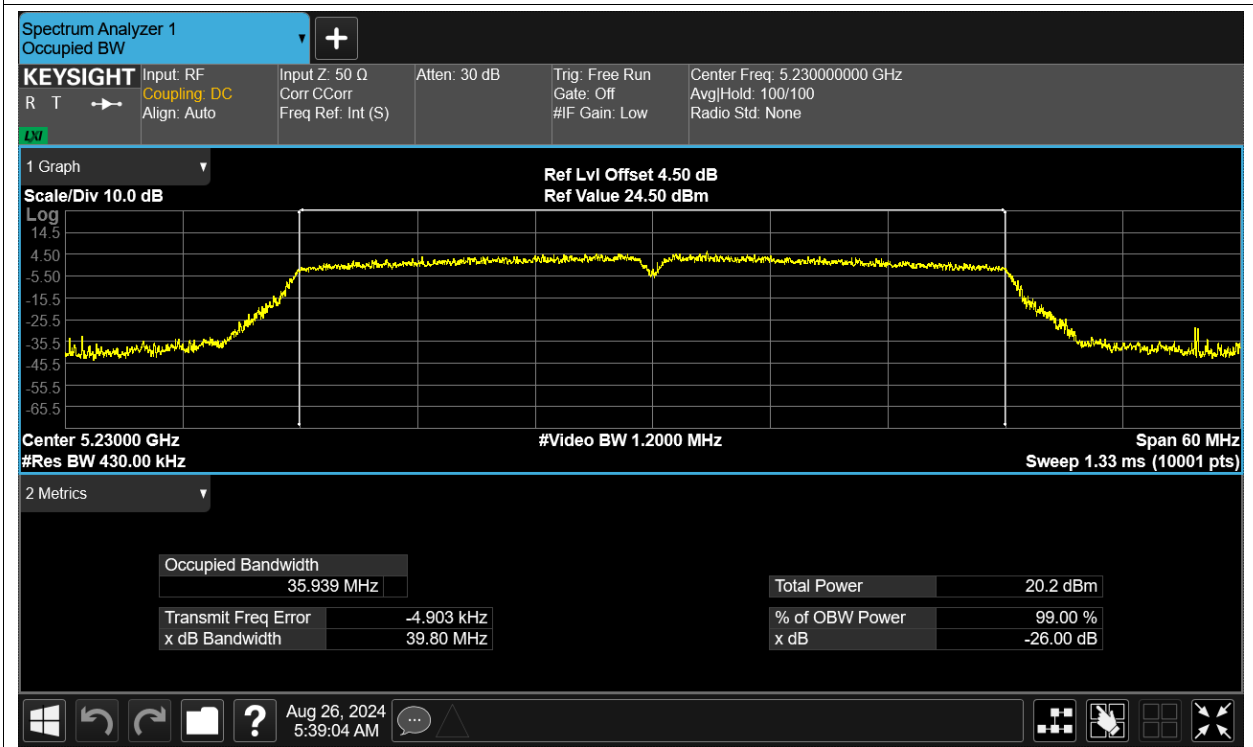 Spectrum Analyzer 1
Occupied BW
KEYSIGHT
R T
LXI
Input: RF
Coupling: DC
Align: Auto
Input Z: 50 Ω
Corr CCorr
Freq Ref: Int (S)
Atten: 30 dB
Trig: Free Run
Gate: Off
#IF Gain: Low
Center Freq: 5.230000000 GHz
Avg|Hold: 100/100
Radio Std: None
1 Graph
Ref Lvl Offset 4.50 dB
Scale/Div 10.0 dB
Ref Value 24.50 dBm
Log
14.5
4.50
-5.50
-15.5
-25.5
-35.5
-45.5
-55.5
-65.5
Center 5.23000 GHz
#Video BW 1.2000 MHz
Span 60 MHz
#Res BW 430.00 kHz
Sweep 1.33 ms (10001 pts)
2 Metrics
Occupied Bandwidth
35.939 MHz
Total Power 20.2 dBm
Transmit Freq Error -4.903 kHz
% of OBW Power 99.00 %
x dB Bandwidth 39.80 MHz
x dB -26.00 dB
?
Aug 26, 2024
5:39:04 AM